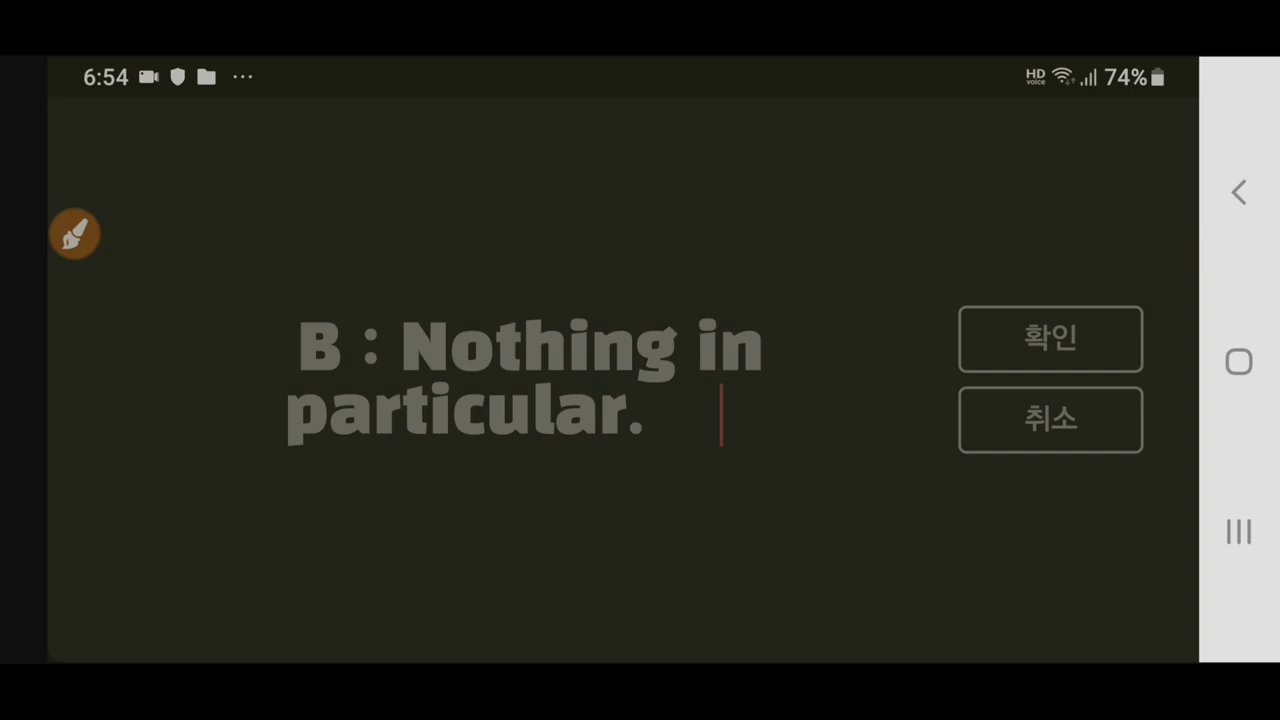 6:54 ... HD voice 74%
B : Nothing in
particular.
확인
취소